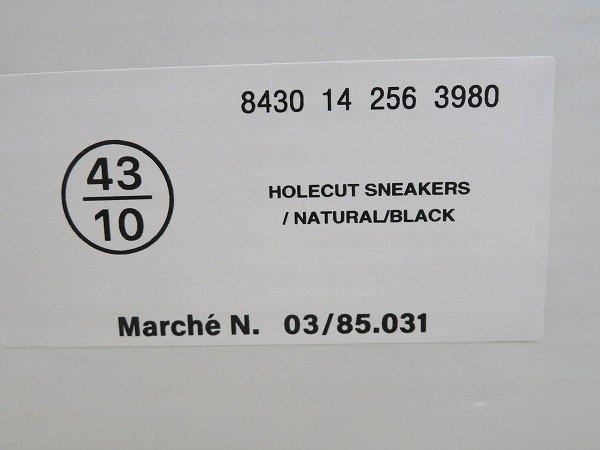 8430 14 256 3980
43
10
HOLECUT SNEAKERS
/ NATURAL/BLACK
Marché N. 03/85.031